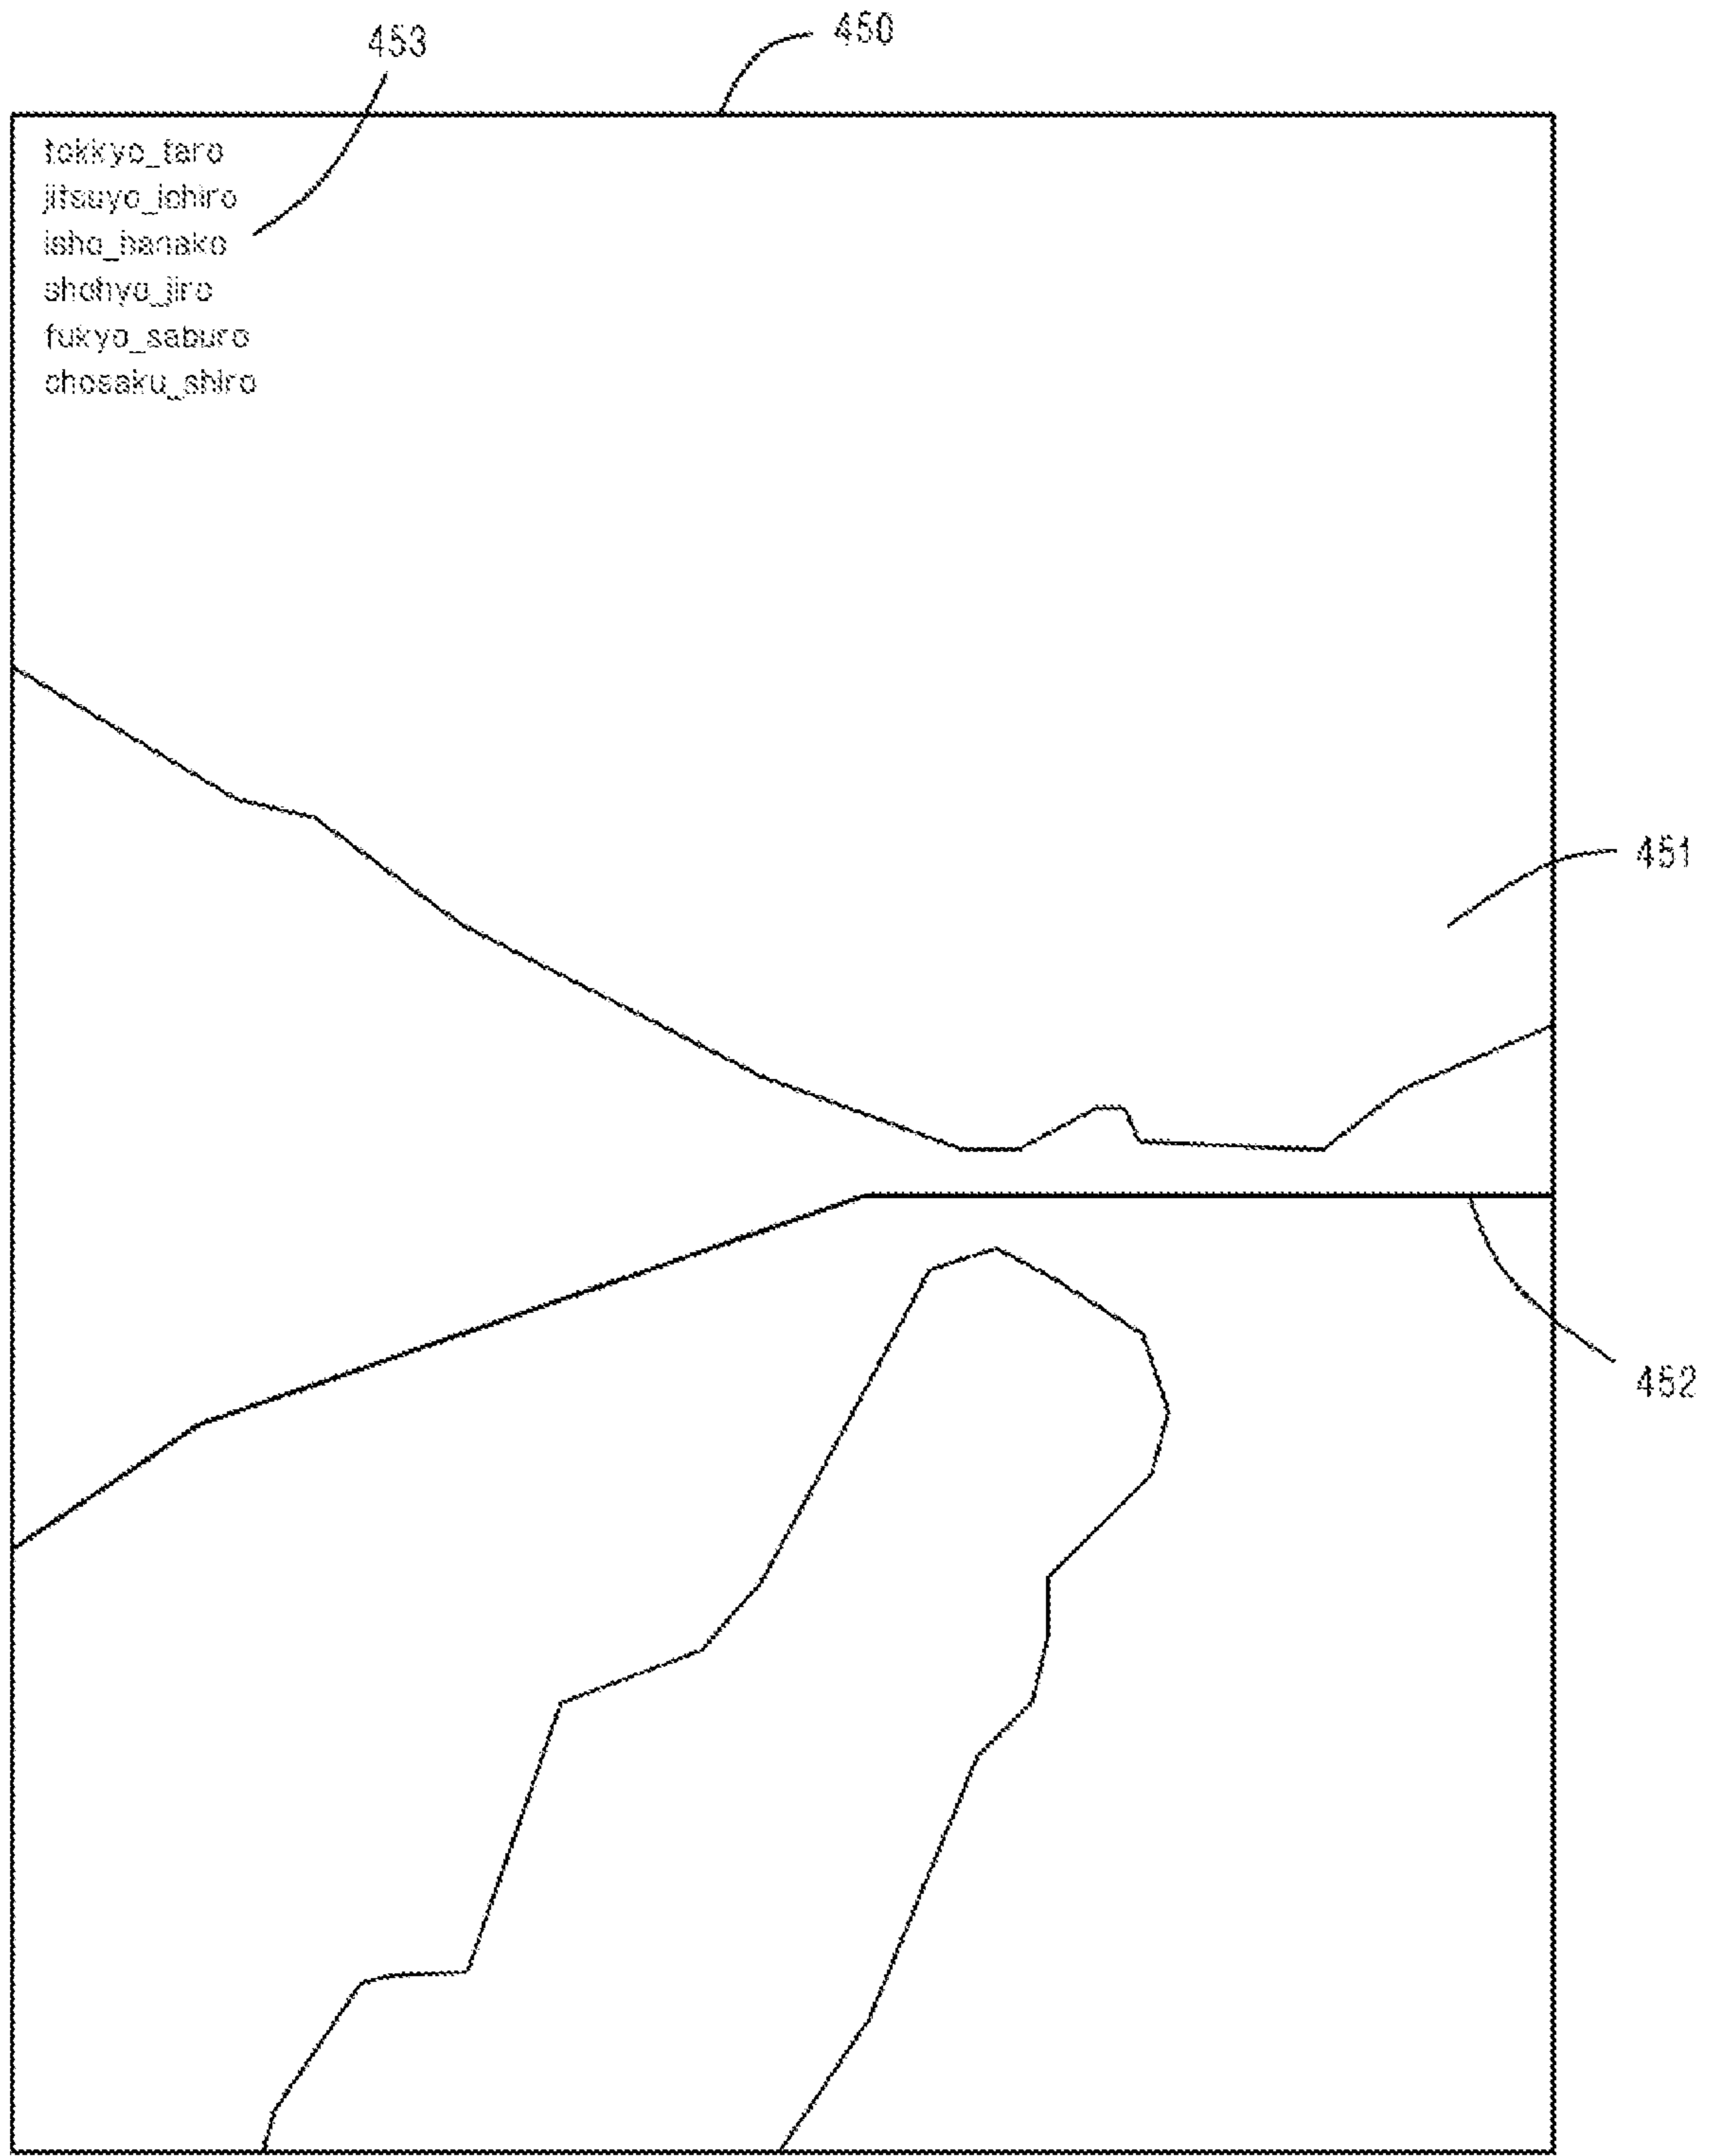 453
450
tokkyo_taro
jitsuyo_ichiro
isho_hanako
shohyo_jiro
fukyo_saburo
chosaku_shiro
451
452